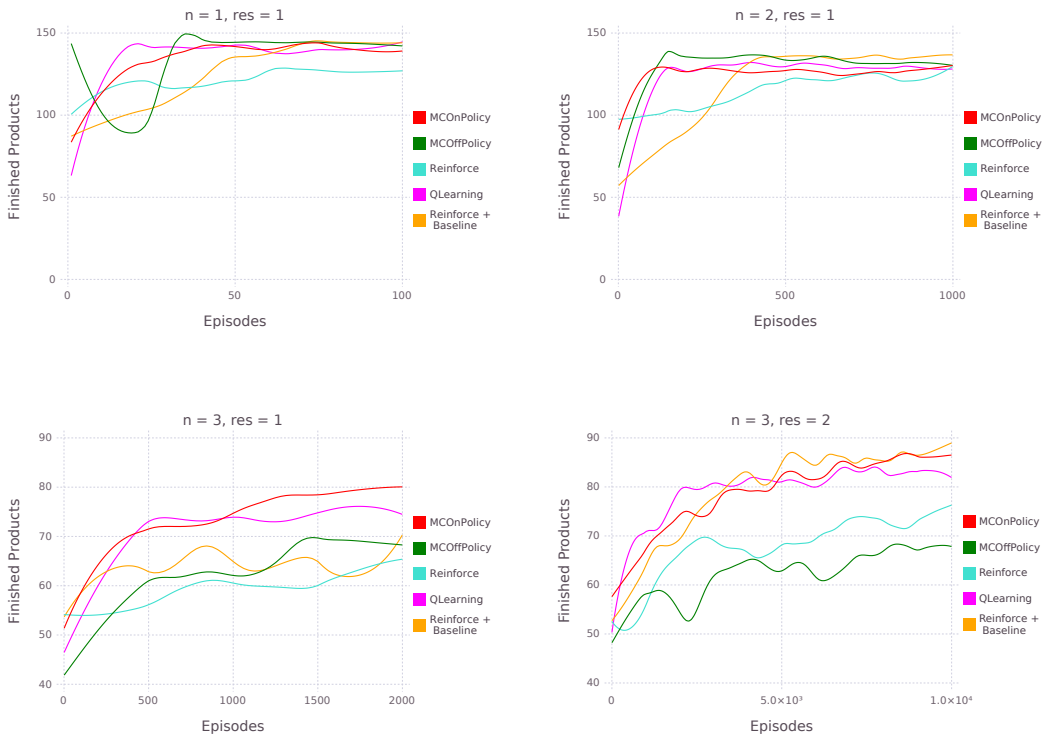 n = 1, res = 1
Finished Products
150
100
50
0
0
50
100
Episodes
MCOnPolicy
MCOffPolicy
Reinforce
QLearning
Reinforce +
Baseline
n = 2, res = 1
Finished Products
150
100
50
0
0
500
1000
Episodes
MCOnPolicy
MCOffPolicy
Reinforce
QLearning
Reinforce +
Baseline
n = 3, res = 1
Finished Products
90
80
70
60
50
40
0
500
1000
1500
2000
Episodes
MCOnPolicy
MCOffPolicy
Reinforce
QLearning
Reinforce +
Baseline
n = 3, res = 2
Finished Products
90
80
70
60
50
40
0
5.0×10³
1.0×10⁴
Episodes
MCOnPolicy
MCOffPolicy
Reinforce
QLearning
Reinforce +
Baseline